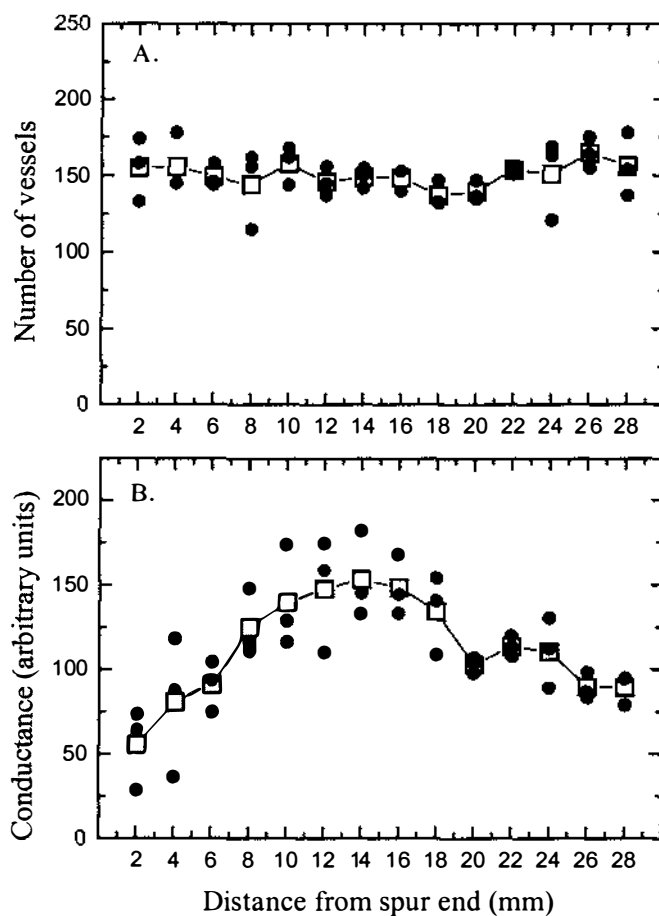 A.
Number of vessels
250
200
150
100
50
0
2 4 6 8 10 12 14 16 18 20 22 24 26 28
B.
Conductance (arbitrary units)
200
150
100
50
0
2 4 6 8 10 12 14 16 18 20 22 24 26 28
Distance from spur end (mm)